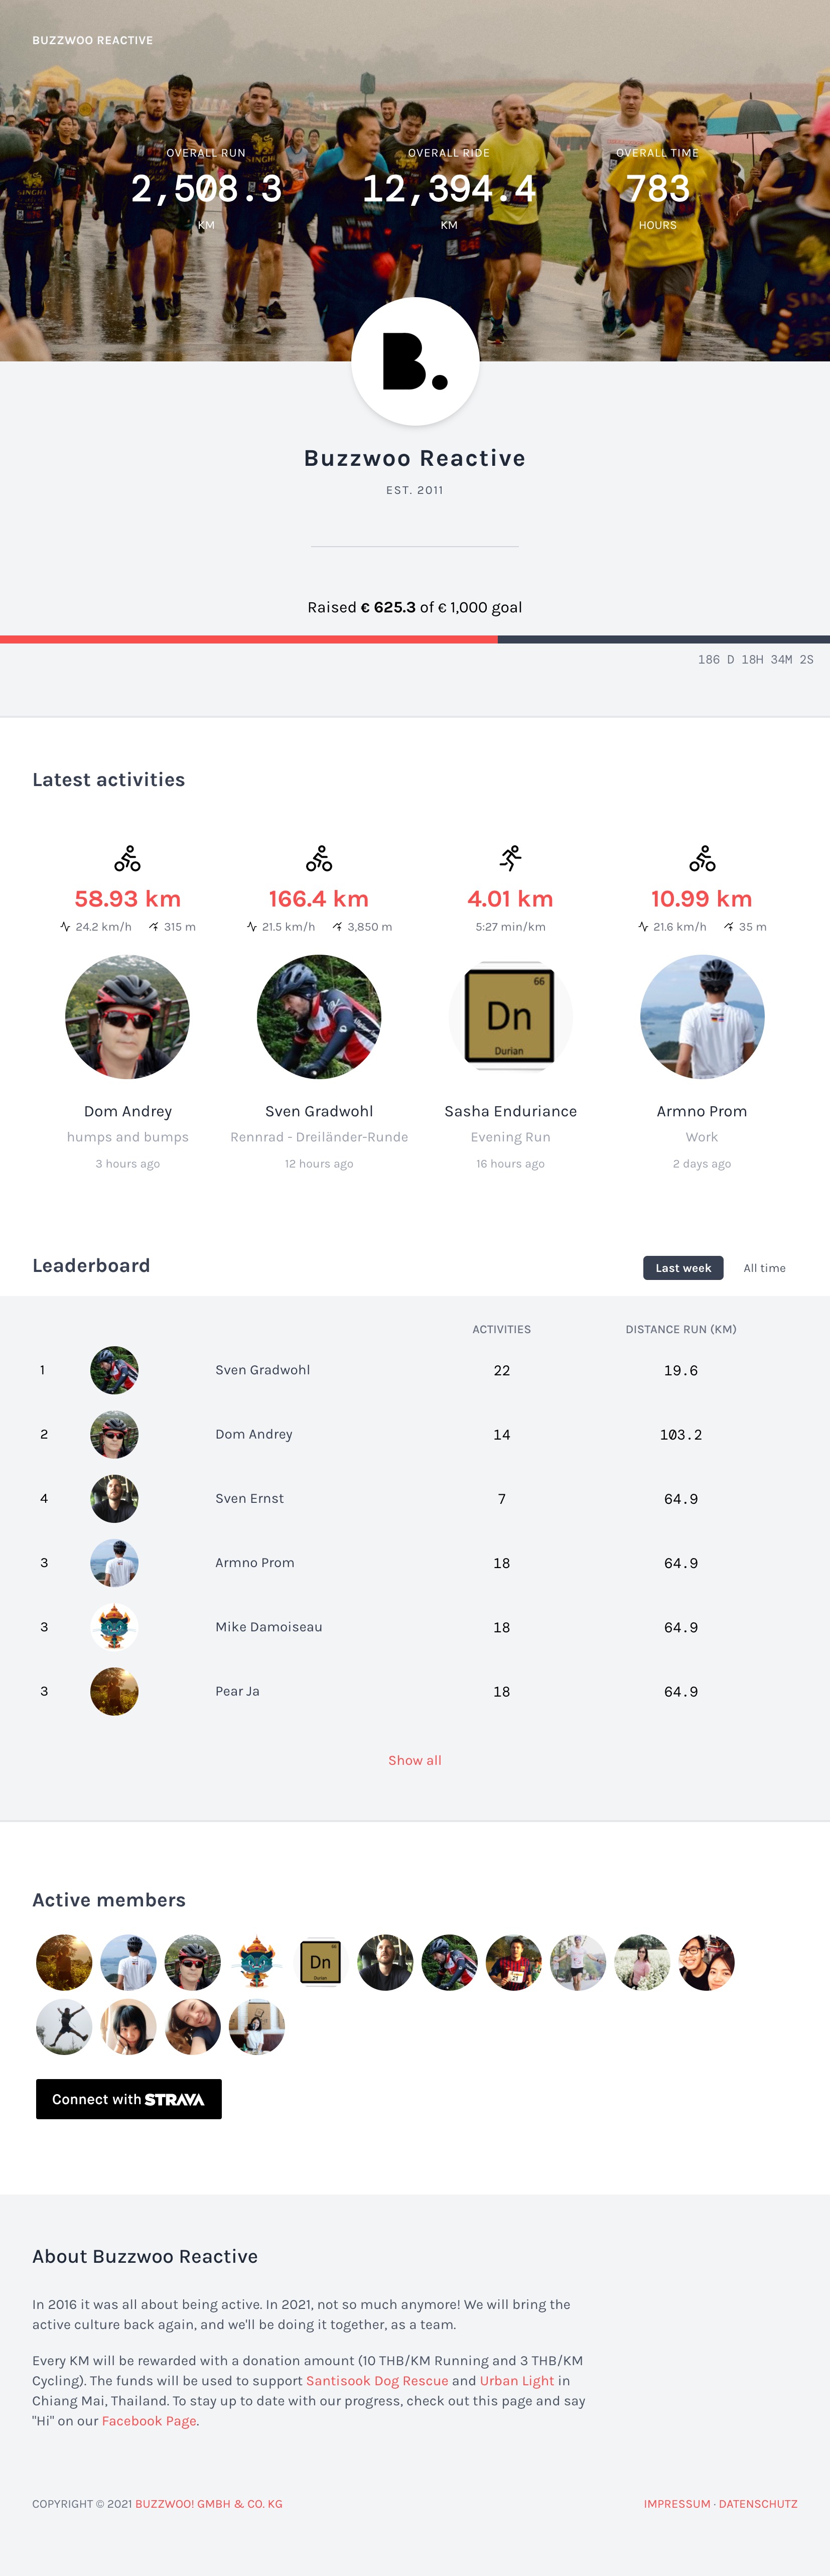 BUZZWOO REACTIVE
OVERALL RUN
2,508.3
KM
OVERALL RIDE
12,394.4
KM
OVERALL TIME
783
HOURS
B.
Buzzwoo Reactive
EST. 2011
Raised € 625.3 of € 1,000 goal
186 D 18H 34M 2S
Latest activities
58.93 km
24.2 km/h 315 m
Dom Andrey
humps and bumps
3 hours ago
166.4 km
21.5 km/h 3,850 m
Sven Gradwohl
Rennrad - Dreiländer-Runde
12 hours ago
4.01 km
5:27 min/km
66
Dn
Durian
Sasha Enduriance
Evening Run
16 hours ago
10.99 km
21.6 km/h 35 m
Armno Prom
Work
2 days ago
Leaderboard
Last week All time
ACTIVITIES DISTANCE RUN (KM)
1 Sven Gradwohl 22 19.6
2 Dom Andrey 14 103.2
4 Sven Ernst 7 64.9
3 Armno Prom 18 64.9
3 Mike Damoiseau 18 64.9
3 Pear Ja 18 64.9
Show all
Active members
Dn
Durian
Connect with STRAVA
About Buzzwoo Reactive
In 2016 it was all about being active. In 2021, not so much anymore! We will bring the
active culture back again, and we'll be doing it together, as a team.
Every KM will be rewarded with a donation amount (10 THB/KM Running and 3 THB/KM
Cycling). The funds will be used to support Santisook Dog Rescue and Urban Light in
Chiang Mai, Thailand. To stay up to date with our progress, check out this page and say
"Hi" on our Facebook Page.
COPYRIGHT © 2021 BUZZWOO! GMBH & CO. KG
IMPRESSUM · DATENSCHUTZ